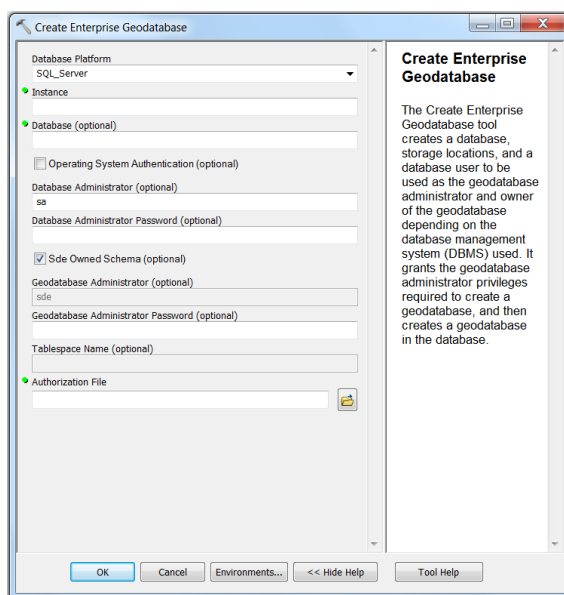 Create Enterprise Geodatabase
Database Platform
SQL_Server
Instance
Database (optional)
Operating System Authentication (optional)
Database Administrator (optional)
sa
Database Administrator Password (optional)
Sde Owned Schema (optional)
Geodatabase Administrator (optional)
sde
Geodatabase Administrator Password (optional)
Tablespace Name (optional)
Authorization File
Create Enterprise
Geodatabase
The Create Enterprise
Geodatabase tool
creates a database,
storage locations, and a
database user to be
used as the geodatabase
administrator and owner
of the geodatabase
depending on the
database management
system (DBMS) used. It
grants the geodatabase
administrator privileges
required to create a
geodatabase, and then
creates a geodatabase
in the database.
OK
Cancel
Environments...
<< Hide Help
Tool Help